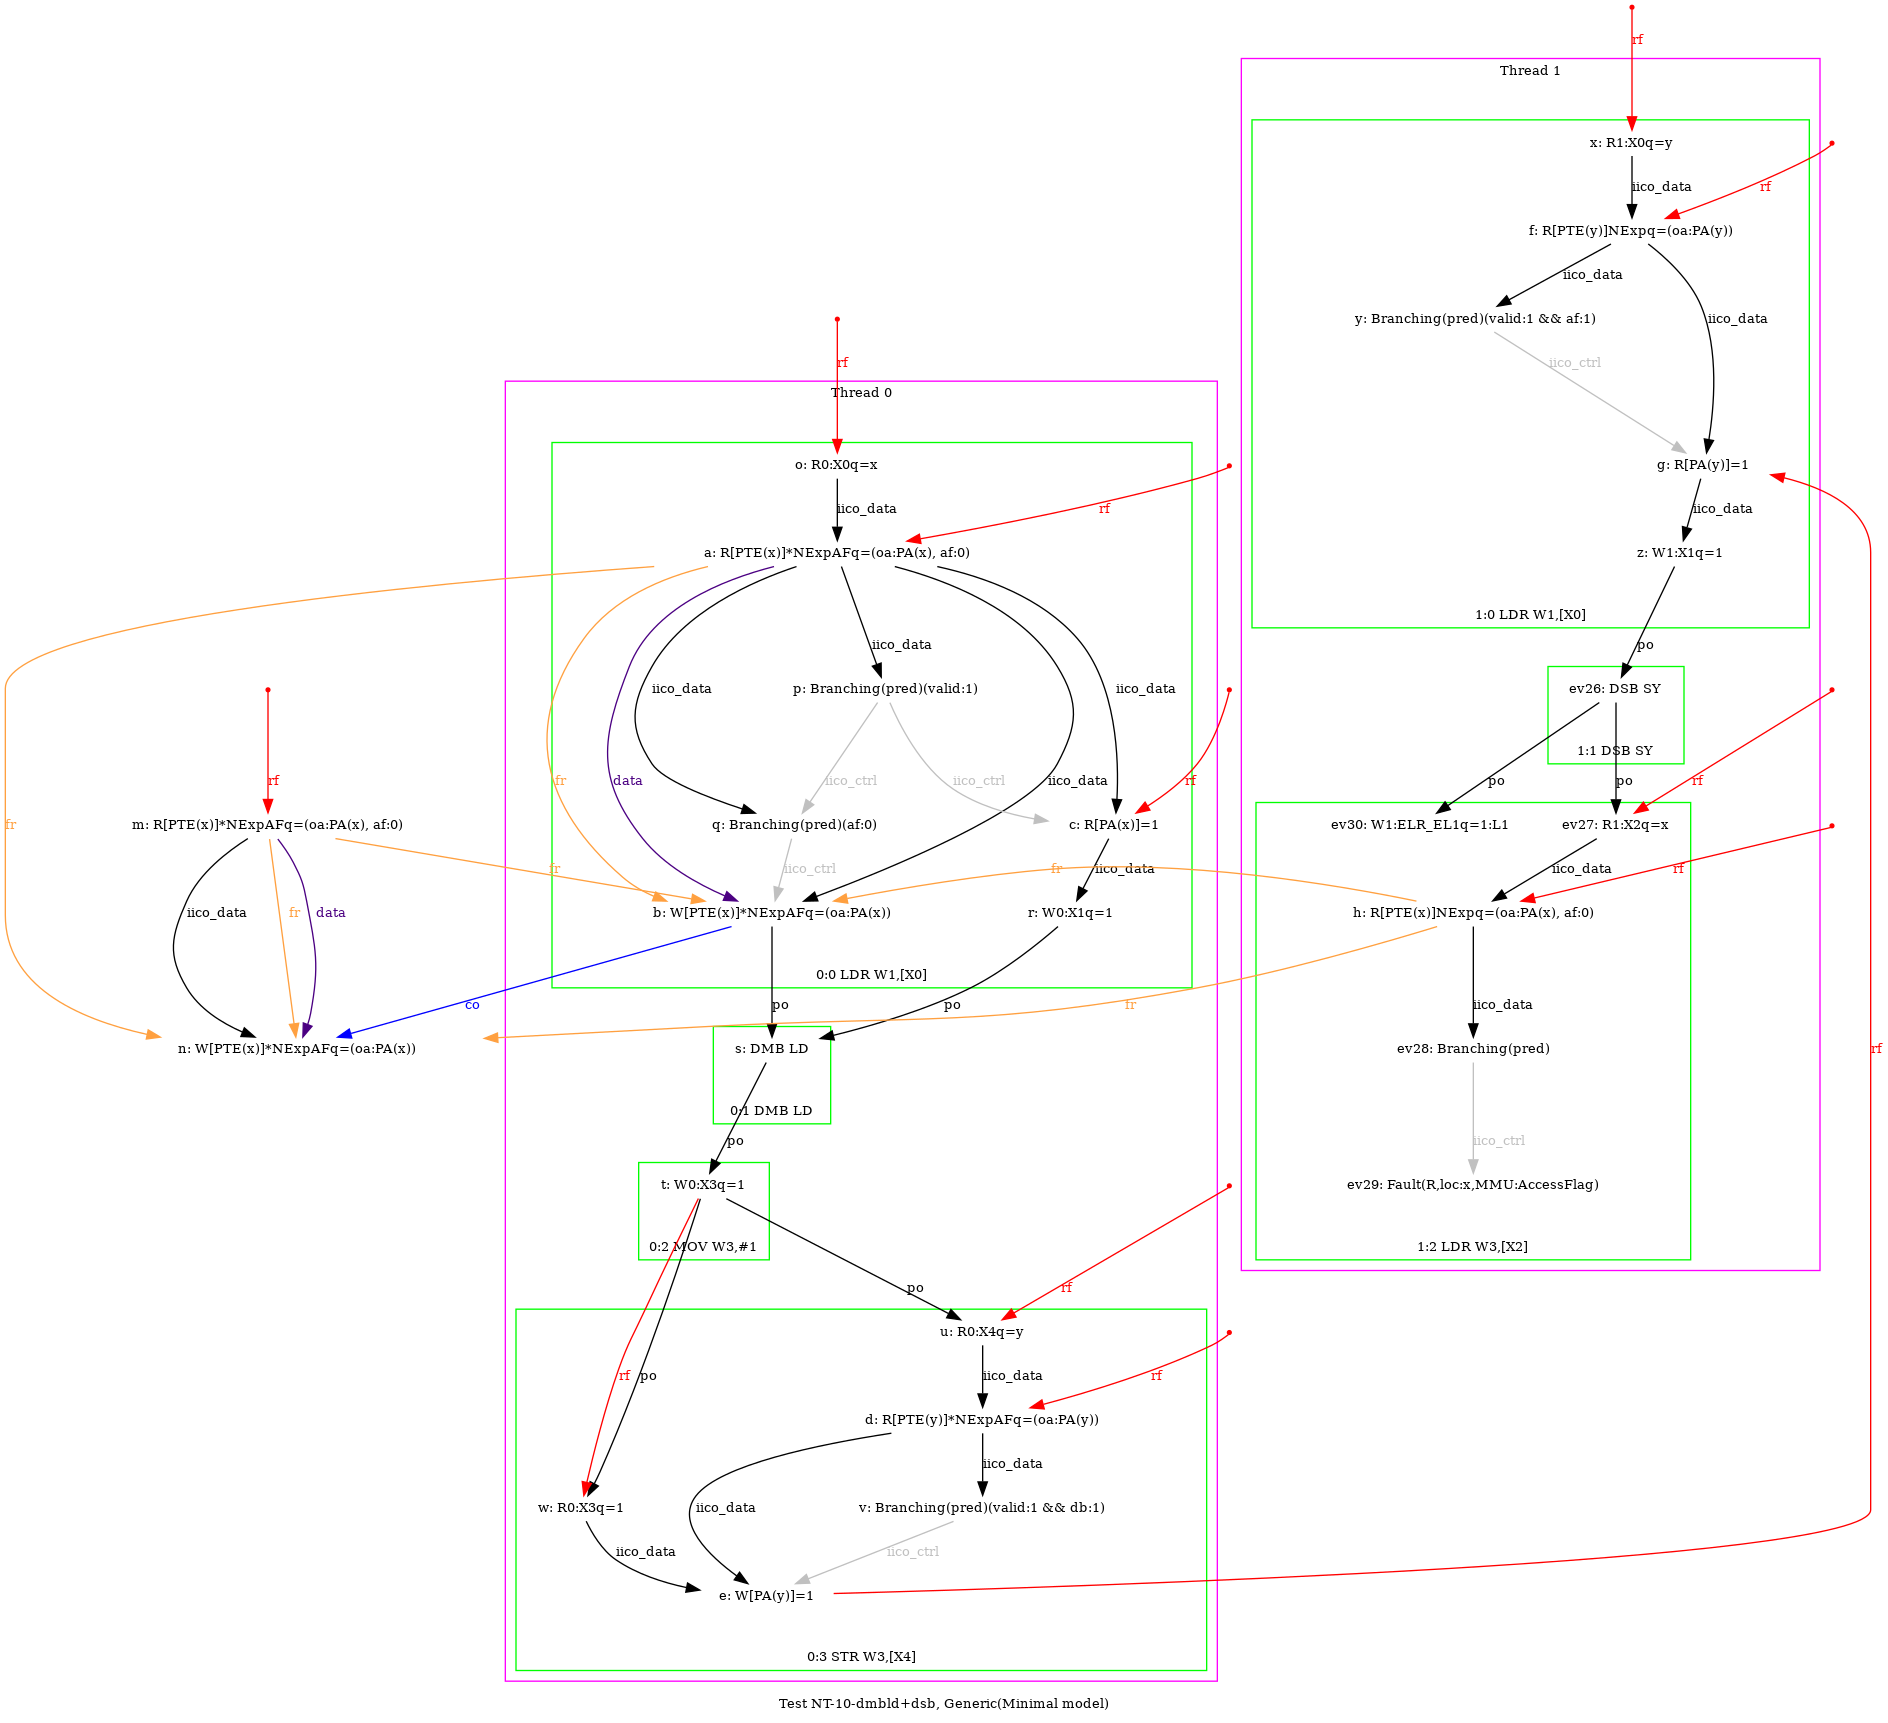 rf
Thread 1
x: R1:X0q=y
rf
iico_data
f: R[PTE(y)]NExpq=(oa:PA(y))
iico_data
iico_data
y: Branching(pred)(valid:1 && af:1)
iico_ctrl
g: R[PA(y)]=1
iico_data
z: W1:X1q=1
1:0 LDR W1,[X0]
po
ev26: DSB SY
1:1 DSB SY
po
po
rf
ev30: W1:ELR_EL1q=1:L1
ev27: R1:X2q=x
iico_data
rf
h: R[PTE(x)]NExpq=(oa:PA(x), af:0)
iico_data
ev28: Branching(pred)
iico_ctrl
ev29: Fault(R,loc:x,MMU:AccessFlag)
1:2 LDR W3,[X2]
rf
rf
Thread 0
o: R0:X0q=x
iico_data
rf
a: R[PTE(x)]*NExpAFq=(oa:PA(x), af:0)
iico_data
iico_data
iico_data
p: Branching(pred)(valid:1)
fr
data
iico_ctrl
iico_ctrl
iico_data
rf
q: Branching(pred)(af:0)
c: R[PA(x)]=1
iico_ctrl
iico_data
fr
fr
b: W[PTE(x)]*NExpAFq=(oa:PA(x))
r: W0:X1q=1
0:0 LDR W1,[X0]
fr
rf
m: R[PTE(x)]*NExpAFq=(oa:PA(x), af:0)
iico_data
fr
data
co
po
po
fr
n: W[PTE(x)]*NExpAFq=(oa:PA(x))
s: DMB LD
0:1 DMB LD
po
t: W0:X3q=1
0:2 MOV W3,#1
po
rf
u: R0:X4q=y
rf
po
iico_data
rf
d: R[PTE(y)]*NExpAFq=(oa:PA(y))
iico_data
iico_data
w: R0:X3q=1
v: Branching(pred)(valid:1 && db:1)
iico_data
iico_ctrl
e: W[PA(y)]=1
0:3 STR W3,[X4]
Test NT-10-dmbld+dsb, Generic(Minimal model)